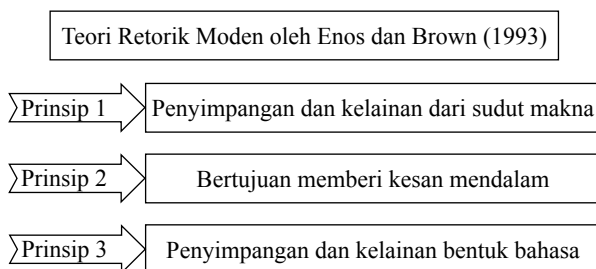 Teori Retorik Moden oleh Enos dan Brown (1993)
Prinsip 1 Penyimpangan dan kelainan dari sudut makna
Prinsip 2 Bertujuan memberi kesan mendalam
Prinsip 3 Penyimpangan dan kelainan bentuk bahasa